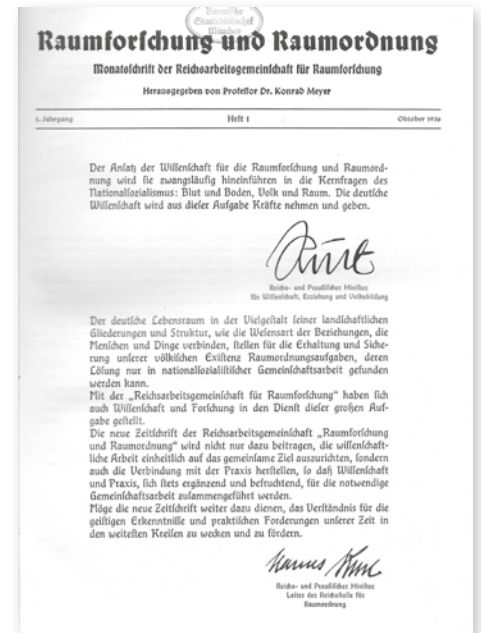 Bayeriſche
Staatsbibliothek
München
Raumforſchung und Raumordnung
Monatsſchrift der Reichsarbeitsgemeinſchaft für Raumforſchung
Herausgegeben von Profeſſor Dr. Konrad Meyer
1. Jahrgang Heft 1 Oktober 1936
Der Anſatz der Wiſſenſchaft für die Raumforſchung und Raumord-
nung wird ſie zwangsläufig hineinführen in die Kernfragen des
Nationalſozialismus: Blut und Boden, Volk und Raum. Die deutſche
Wiſſenſchaft wird aus dieſer Aufgabe Kräfte nehmen und geben.
Rust
Reichs- und Preußiſcher Miniſter
für Wiſſenſchaft, Erziehung und Volksbildung
Der deutſche Lebensraum in der Vielgeſtalt ſeiner landſchaftlichen
Gliederungen und Struktur, wie die Weſensart der Beziehungen, die
Menſchen und Dinge verbinden, ſtellen für die Erhaltung und Siche-
rung unſerer völkiſchen Exiſtenz Raumordnungsaufgaben, deren
Löſung nur in nationalſozialiſtiſcher Gemeinſchaftsarbeit gefunden
werden kann.
Mit der „Reichsarbeitsgemeinſchaft für Raumforſchung“ haben ſich
auch Wiſſenſchaft und Forſchung in den Dienſt dieſer großen Auf-
gabe geſtellt.
Die neue Zeitſchrift der Reichsarbeitsgemeinſchaft „Raumforſchung
und Raumordnung“ wird nicht nur dazu beitragen, die wiſſenſchaft-
liche Arbeit einheitlich auf das gemeinſame Ziel auszurichten, ſondern
auch die Verbindung mit der Praxis herſtellen, ſo daß Wiſſenſchaft
und Praxis, ſich ſtets ergänzend und befruchtend, für die notwendige
Gemeinſchaftsarbeit zuſammengeführt werden.
Möge die neue Zeitſchrift weiter dazu dienen, das Verſtändnis für die
geiſtigen Erkenntniſſe und praktiſchen Forderungen unſerer Zeit in
den weiteſten Kreiſen zu wecken und zu fördern.
Hanns Kerrl
Reichs- und Preußiſcher Miniſter
Leiter der Reichsſtelle für
Raumordnung